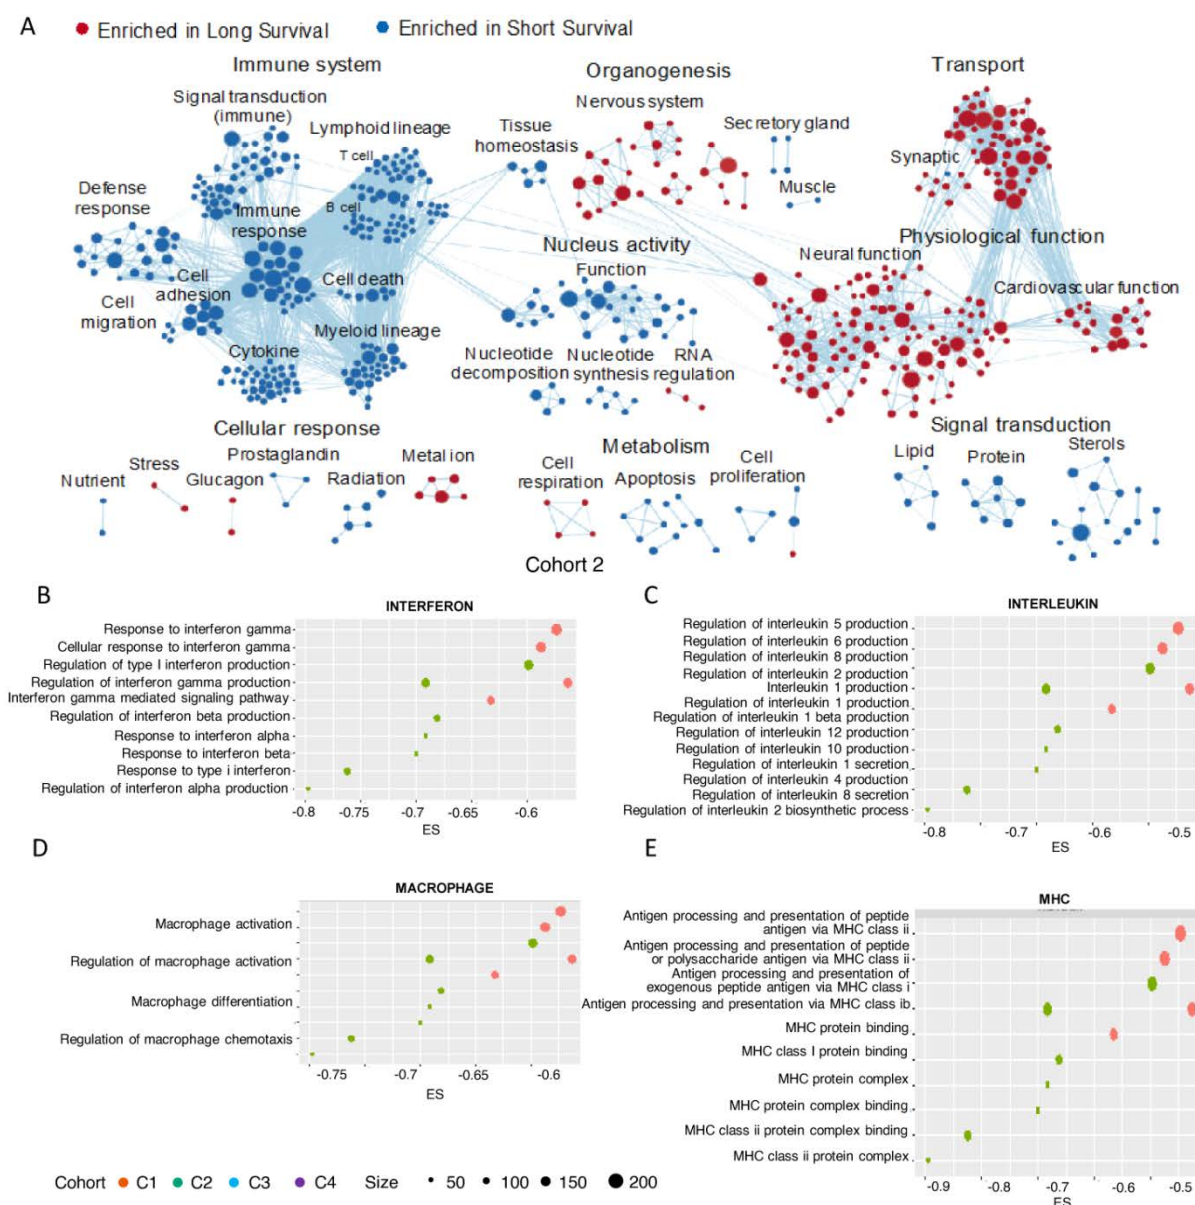 A
Enriched in Long Survival
Enriched in Short Survival
Immune system
Organogenesis
Transport
Signal transduction
(immune)
Lymphoid lineage
T cell
B cell
Defense
response
Immune
response
Cell
adhesion
Cell death
Cell
migration
Myeloid lineage
Cytokine
Tissue
homeostasis
Nervous system
Secretory gland
Muscle
Synaptic
Nucleus activity
Function
Physiological function
Neural function
Cardiovascular function
Nucleotide
decomposition
Nucleotide
synthesis
RNA
regulation
Cellular response
Nutrient
Stress
Glucagon
Prostaglandin
Radiation
Metal ion
Metabolism
Cell
respiration
Apoptosis
Cell
proliferation
Signal transduction
Lipid
Protein
Sterols
Cohort 2
B
INTERFERON
Response to interferon gamma
Cellular response to interferon gamma
Regulation of type I interferon production
Regulation of interferon gamma production
Interferon gamma mediated signaling pathway
Regulation of interferon beta production
Response to interferon alpha
Response to interferon beta
Response to type i interferon
Regulation of interferon alpha production
-0.8 -0.7 -0.65 -0.6
ES
C
INTERLEUKIN
Regulation of interleukin 5 production
Regulation of interleukin 6 production
Regulation of interleukin 8 production
Regulation of interleukin 2 production
Interleukin 1 production
Regulation of interleukin 1 production
Regulation of interleukin 1 beta production
Regulation of interleukin 12 production
Regulation of interleukin 10 production
Regulation of interleukin 1 secretion
Regulation of interleukin 4 production
Regulation of interleukin 8 secretion
Regulation of interleukin 2 biosynthetic process
-0.8 -0.7 -0.6 -0.5
ES
D
MACROPHAGE
Macrophage activation
Regulation of macrophage activation
Macrophage differentiation
Regulation of macrophage chemotaxis
-0.75 -0.7 -0.65 -0.6
ES
E
MHC
Antigen processing and presentation of peptide
antigen via MHC class ii
Antigen processing and presentation of peptide
or polysaccharide antigen via MHC class ii
Antigen processing and presentation of
exogenous peptide antigen via MHC class i
Antigen processing and presentation via MHC class ib
MHC protein binding
MHC class I protein binding
MHC protein complex
MHC protein complex binding
MHC class ii protein complex binding
MHC class ii protein complex
-0.9 -0.8 -0.7 -0.6 -0.5
ES
Cohort C1 C2 C3 C4 Size 50 100 150 200